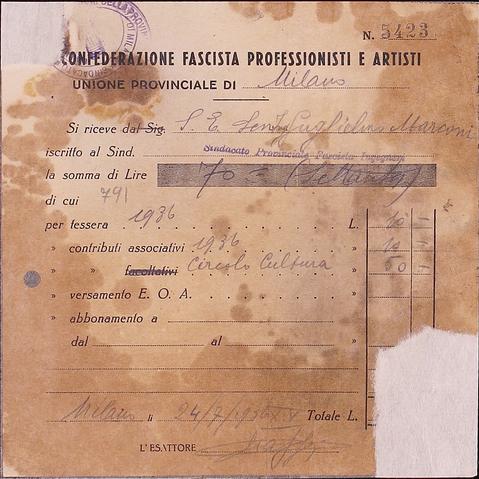 N. 5423
CONFEDERAZIONE FASCISTA PROFESSIONISTI E ARTISTI
UNIONE PROVINCIALE DI Milano
Si riceve dal Sig. S. E. Sen. Guglielmo Marconi
iscritto al Sind. Sindacato Provinciale Fascista Ingegneri
la somma di Lire 70 = (Settanta)
di cui 791
per tessera 1936 L. 10 =
» contributi associativi 1936 » 10 =
» » facoltativi Circolo Cultura » 50 =
» versamento E. O. A. »
» abbonamento a »
dal al »
Milano li 24/7/1936 XIV Totale L.
L'ESATTORE